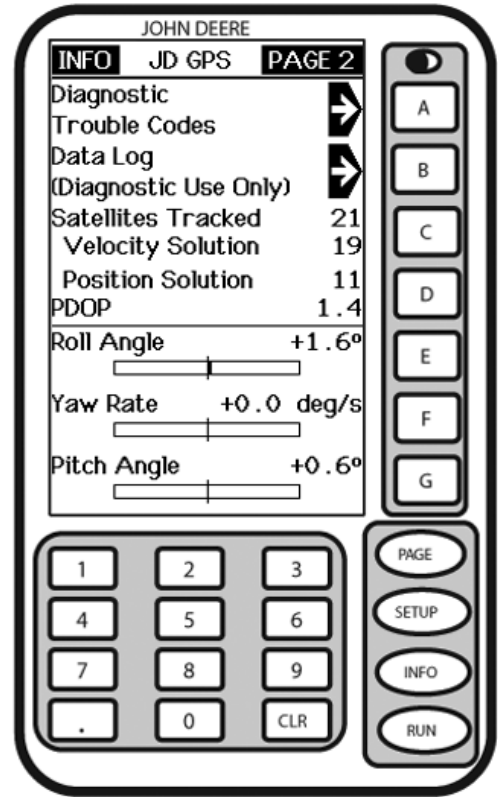 JOHN DEERE
INFO JD GPS PAGE 2
Diagnostic
Trouble Codes
Data Log
(Diagnostic Use Only)
Satellites Tracked 21
Velocity Solution 19
Position Solution 11
PDOP 1.4
Roll Angle +1.6º
Yaw Rate +0.0 deg/s
Pitch Angle +0.6º
A
B
C
D
E
F
G
1 2 3
4 5 6
7 8 9
. 0 CLR
PAGE
SETUP
INFO
RUN